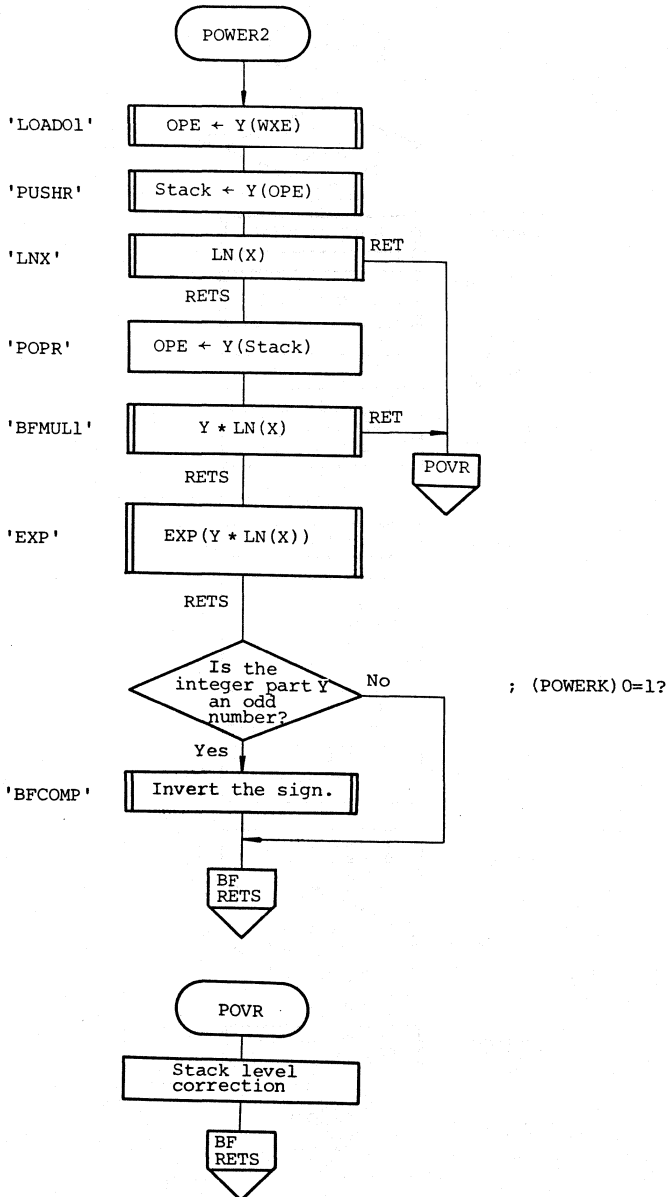 POWER2
'LOADO1' OPE ← Y(WXE)
'PUSHR' Stack ← Y(OPE)
'LNX' LN(X) RET
RETS
'POPR' OPE ← Y(Stack)
'BFMUL1' Y * LN(X) RET
POVR
RETS
'EXP' EXP(Y * LN(X))
RETS
Is the
integer part Y
an odd
number?
No
; (POWERK)0=1?
Yes
'BFCOMP' Invert the sign.
BF
RETS
POVR
Stack level
correction
BF
RETS